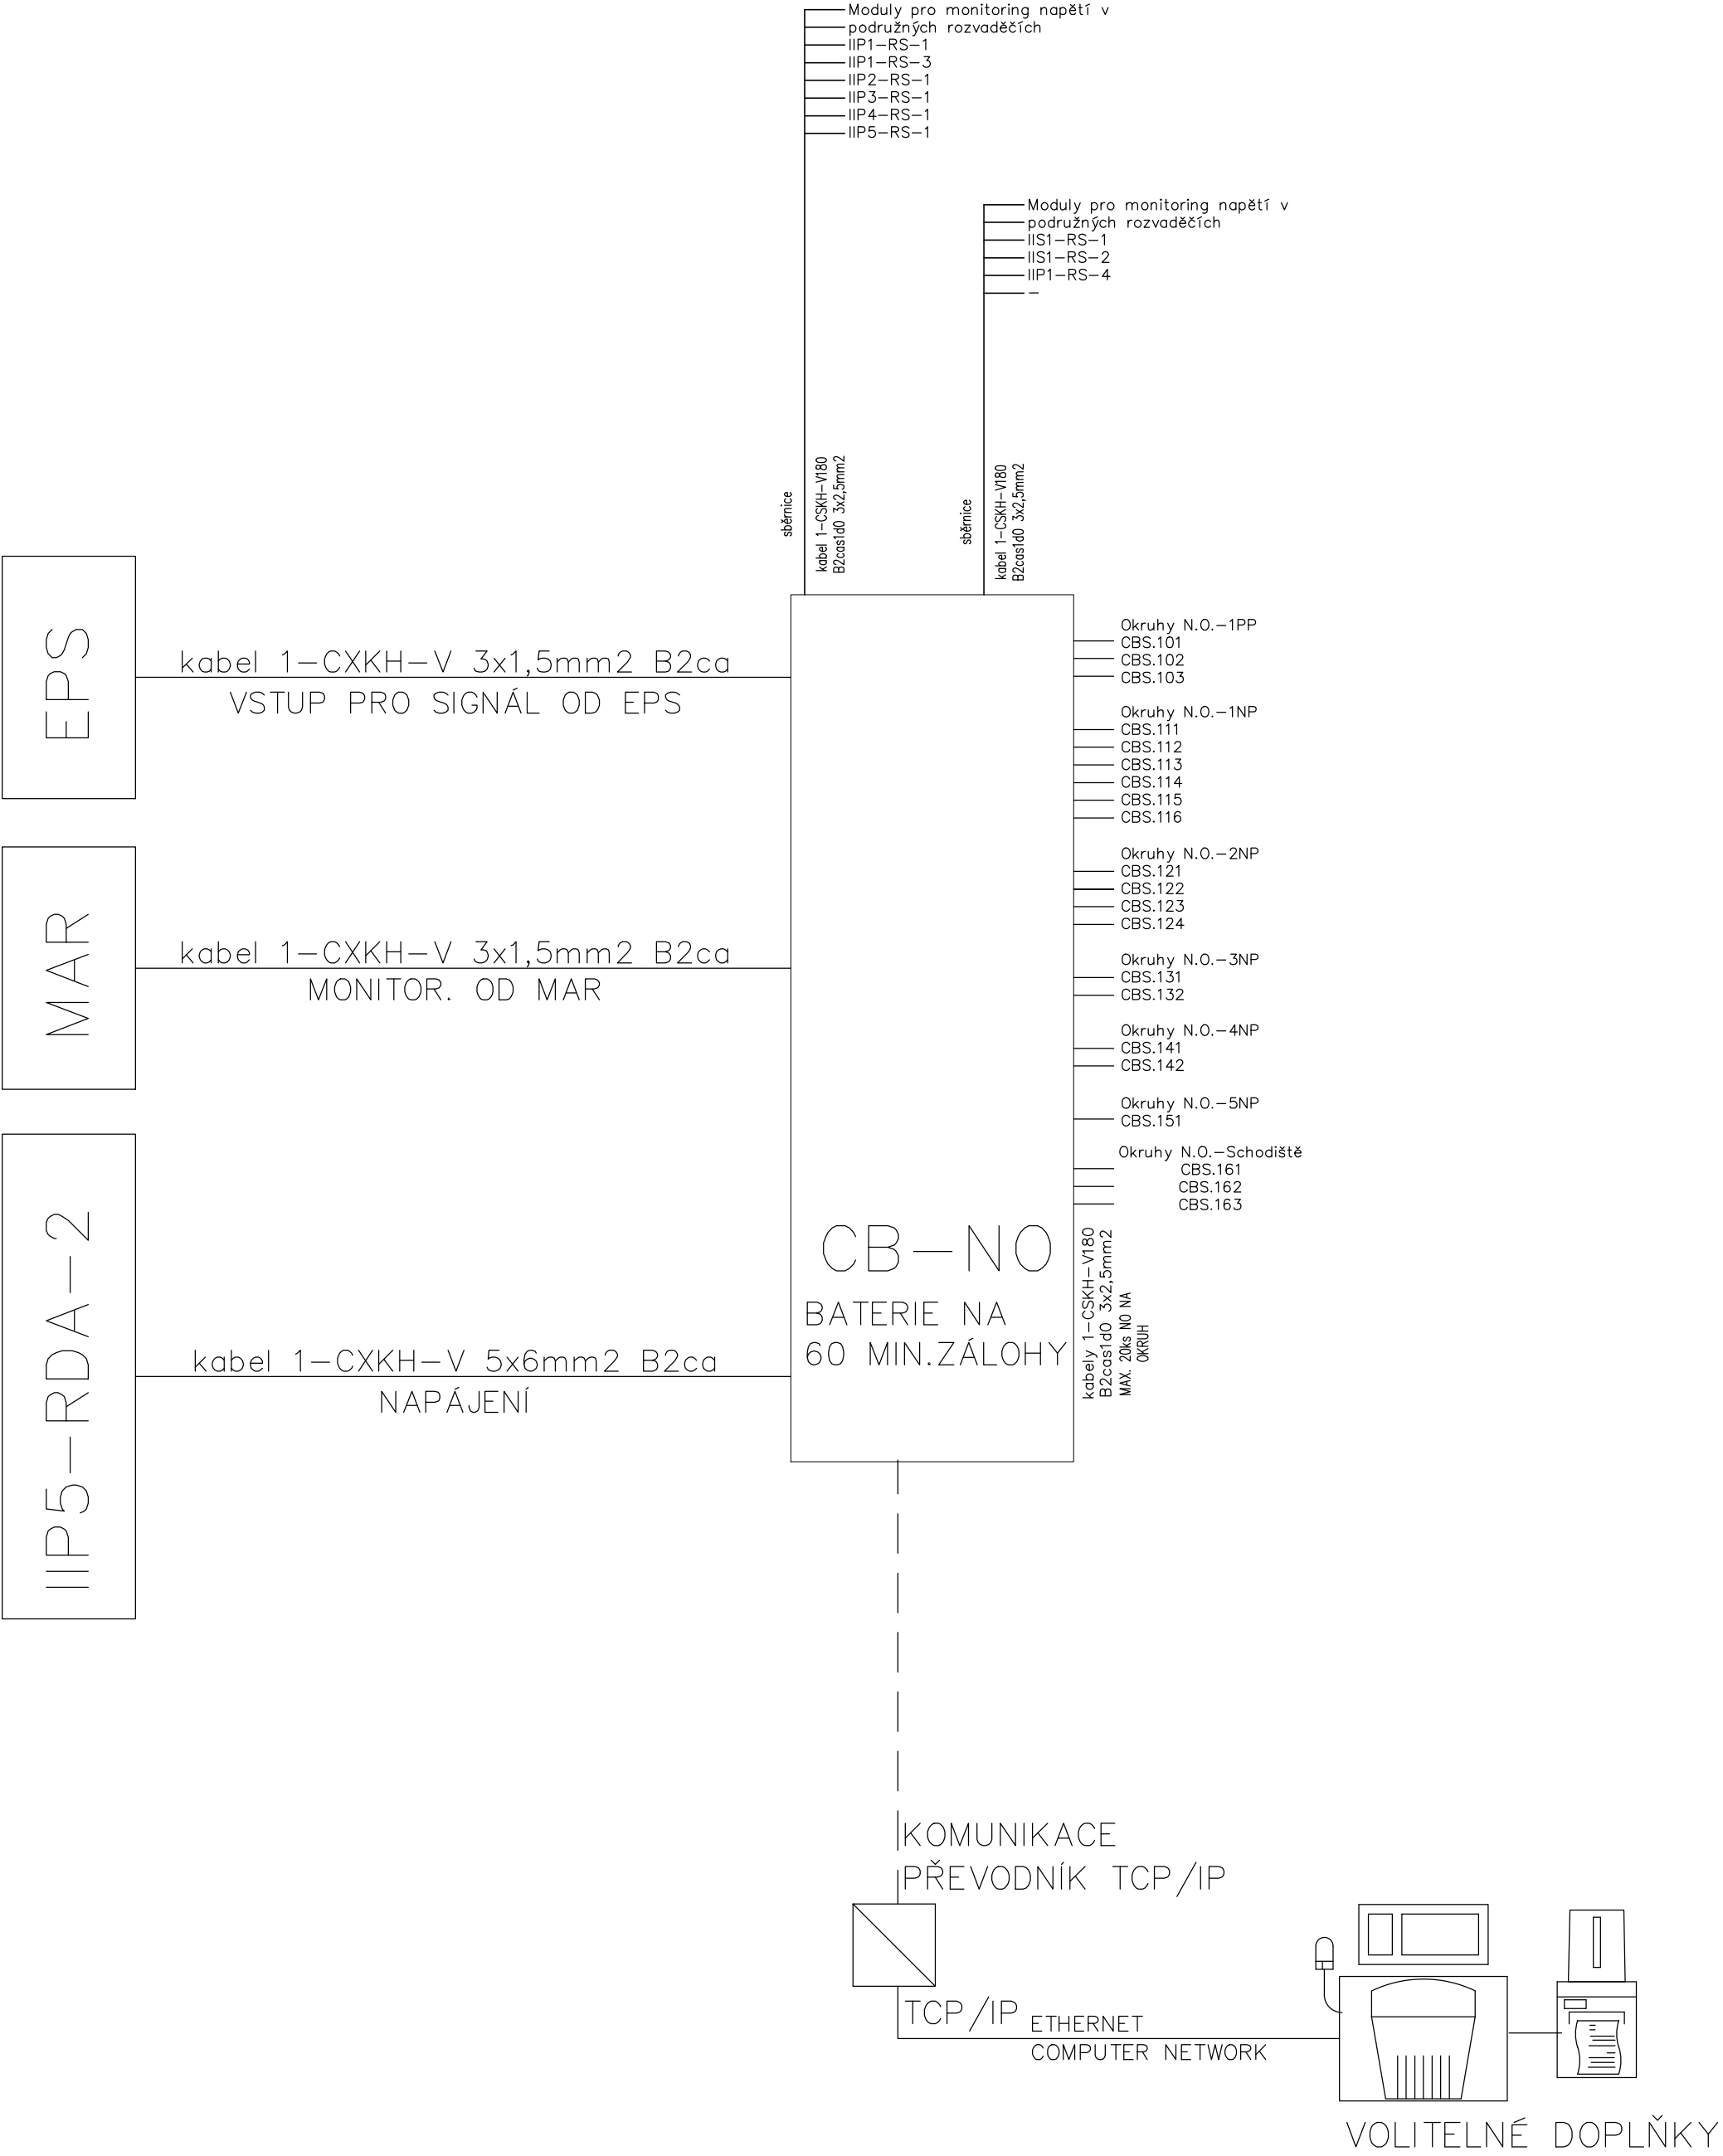 Moduly pro monitoring napětí v
podružných rozvaděčích
IIP1-RS-1
IIP1-RS-3
IIP2-RS-1
IIP3-RS-1
IIP4-RS-1
IIP5-RS-1
Moduly pro monitoring napětí v
podružných rozvaděčích
IIS1-RS-1
IIS1-RS-2
IIP1-RS-4
-
sběrnice
kabel 1-CSKH-V180
B2cas1d0 3x2,5mm2
sběrnice
kabel 1-CSKH-V180
B2cas1d0 3x2,5mm2
EPS
kabel 1-CXKH-V 3x1,5mm2 B2ca
VSTUP PRO SIGNÁL OD EPS
MAR
kabel 1-CXKH-V 3x1,5mm2 B2ca
MONITOR. OD MAR
IIP5-RDA-2
kabel 1-CXKH-V 5x6mm2 B2ca
NAPÁJENÍ
CB-NO
BATERIE NA
60 MIN.ZÁLOHY
Okruhy N.O.-1PP
CBS.101
CBS.102
CBS.103
Okruhy N.O.-1NP
CBS.111
CBS.112
CBS.113
CBS.114
CBS.115
CBS.116
Okruhy N.O.-2NP
CBS.121
CBS.122
CBS.123
CBS.124
Okruhy N.O.-3NP
CBS.131
CBS.132
Okruhy N.O.-4NP
CBS.141
CBS.142
Okruhy N.O.-5NP
CBS.151
Okruhy N.O.-Schodiště
CBS.161
CBS.162
CBS.163
kabely 1-CSKH-V180
B2cas1d0 3x2,5mm2
MAX. 20ks NO NA
OKRUH
KOMUNIKACE
PŘEVODNÍK TCP/IP
TCP/IP
ETHERNET
COMPUTER NETWORK
VOLITELNÉ DOPLŇKY